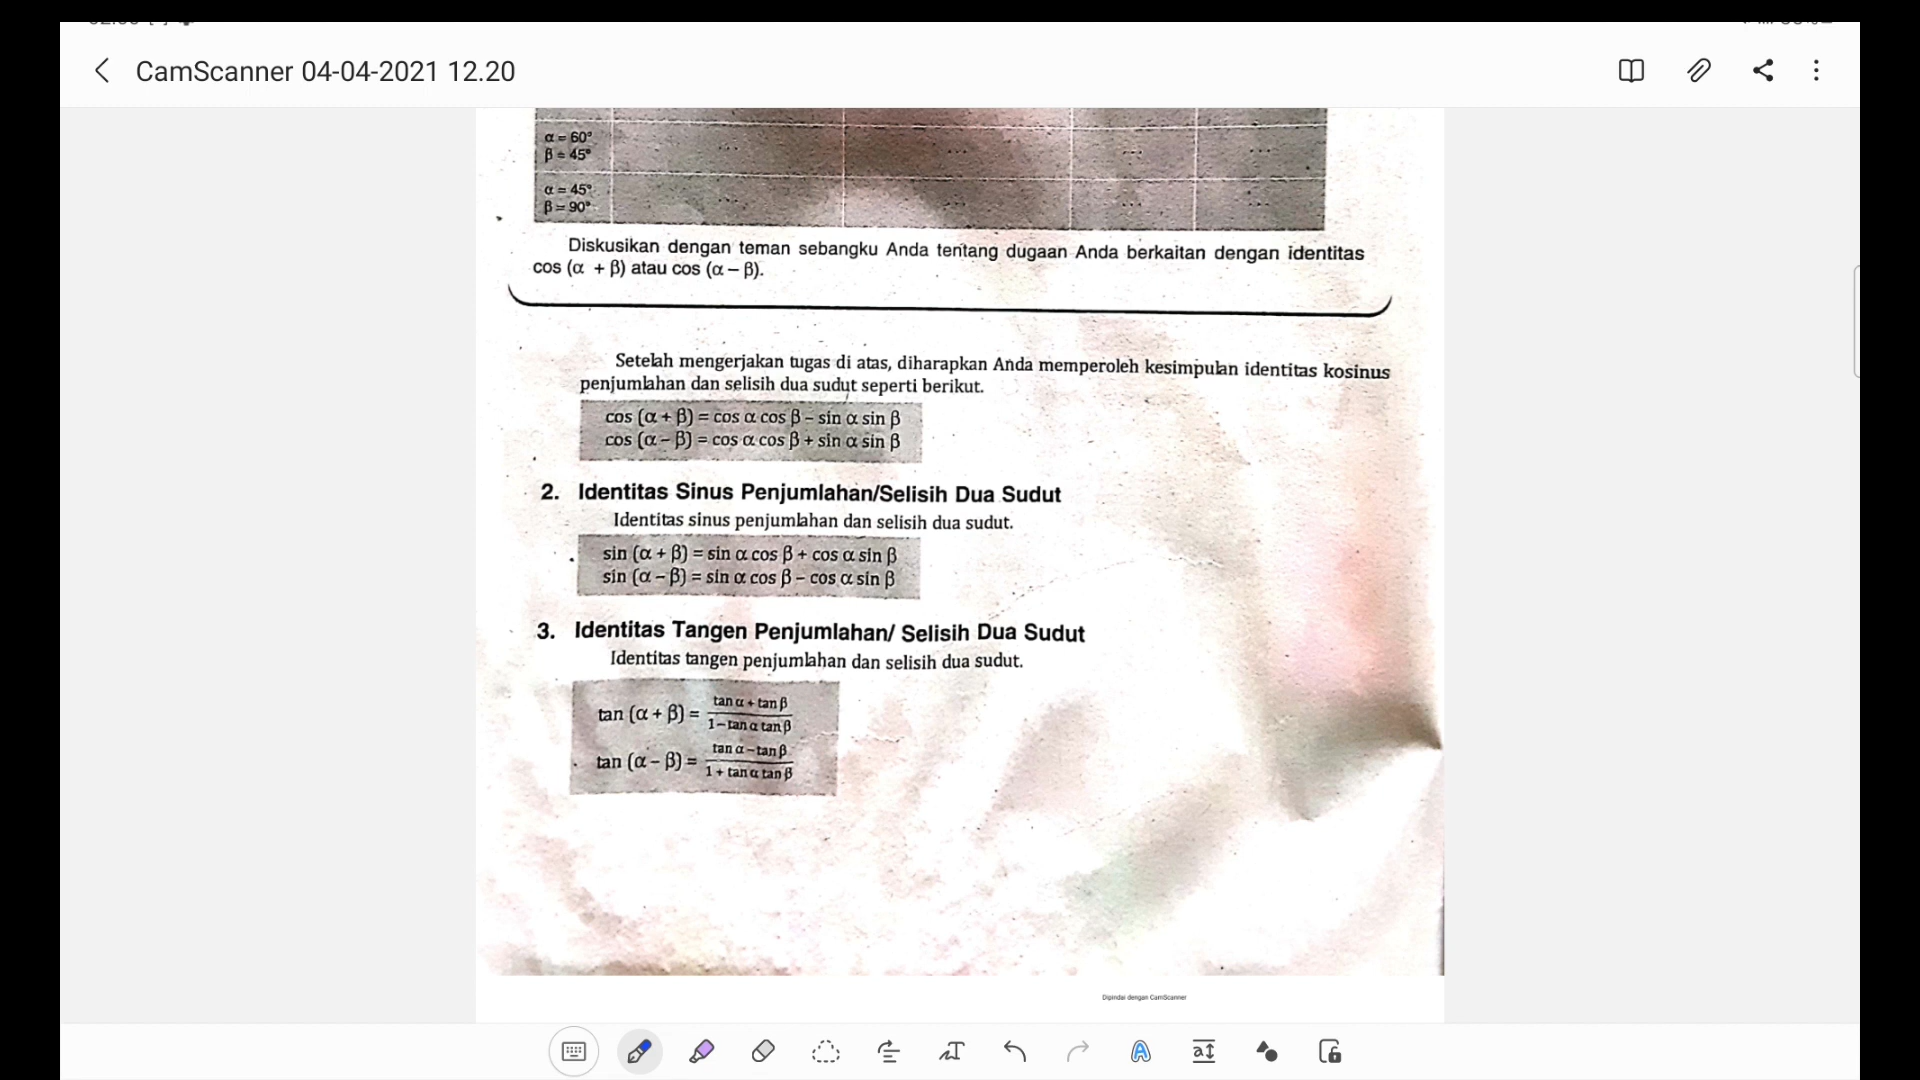 CamScanner 04-04-2021 12.20
α = 60°
β = 45°
... ... ... ...
α = 45°
β = 90°
... ... ... ...
Diskusikan dengan teman sebangku Anda tentang dugaan Anda berkaitan dengan identitas
cos (α + β) atau cos (α – β).
Setelah mengerjakan tugas di atas, diharapkan Anda memperoleh kesimpulan identitas kosinus
penjumlahan dan selisih dua sudut seperti berikut.
cos (α + β) = cos α cos β – sin α sin β
cos (α – β) = cos α cos β + sin α sin β
2. Identitas Sinus Penjumlahan/Selisih Dua Sudut
Identitas sinus penjumlahan dan selisih dua sudut.
sin (α + β) = sin α cos β + cos α sin β
sin (α – β) = sin α cos β – cos α sin β
3. Identitas Tangen Penjumlahan/ Selisih Dua Sudut
Identitas tangen penjumlahan dan selisih dua sudut.
tan α + tan β
tan (α + β) =
1 – tan α tan β
tan α – tan β
tan (α – β) =
1 + tan α tan β
Dipindai dengan CamScanner